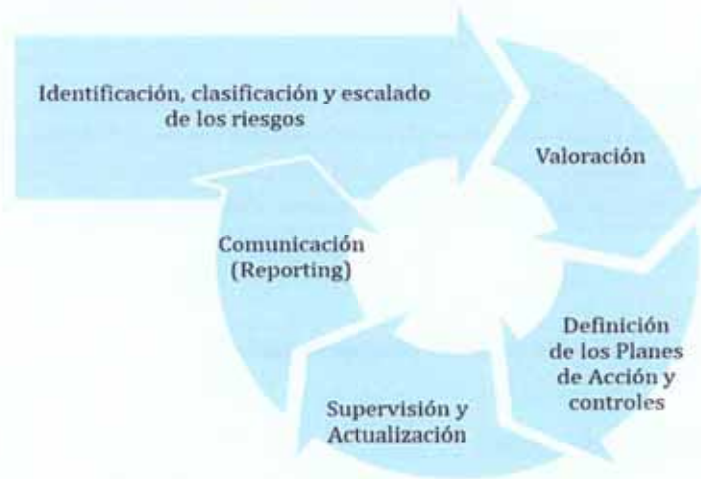 Identificación, clasificación y escalado
de los riesgos
Valoración
Definición
de los Planes
de Acción y
controles
Supervisión y
Actualización
Comunicación
(Reporting)